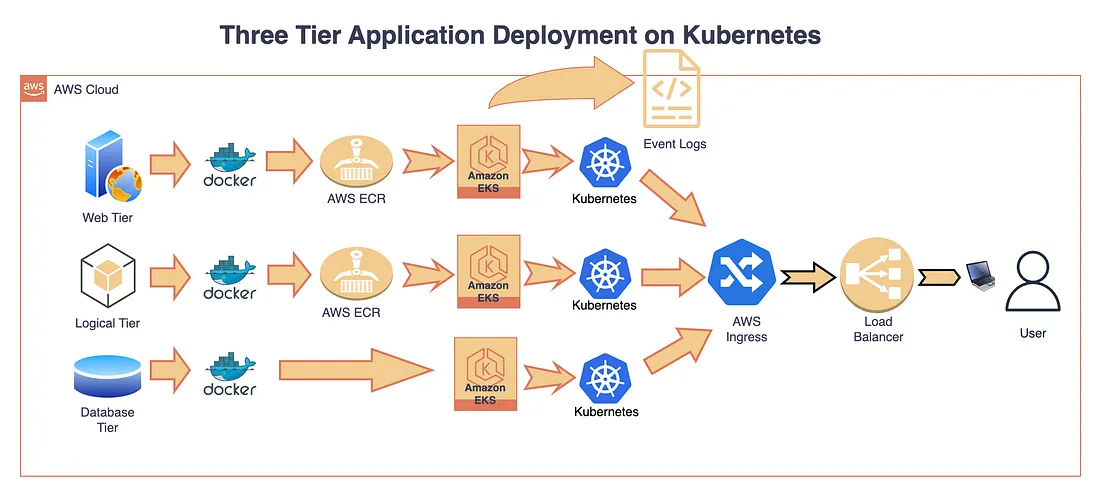 Three Tier Application Deployment on Kubernetes
aws
AWS Cloud
Event Logs
Web Tier
docker
AWS ECR
Amazon
EKS
Kubernetes
Logical Tier
docker
AWS ECR
Amazon
EKS
Kubernetes
AWS
Ingress
Load
Balancer
User
Database
Tier
docker
Amazon
EKS
Kubernetes